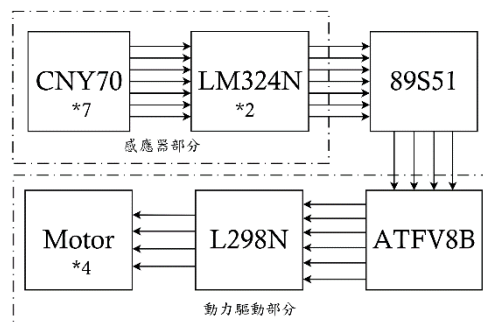 CNY70
*7
LM324N
*2
89S51
感應器部分
Motor
*4
L298N
ATFV8B
動力驅動部分